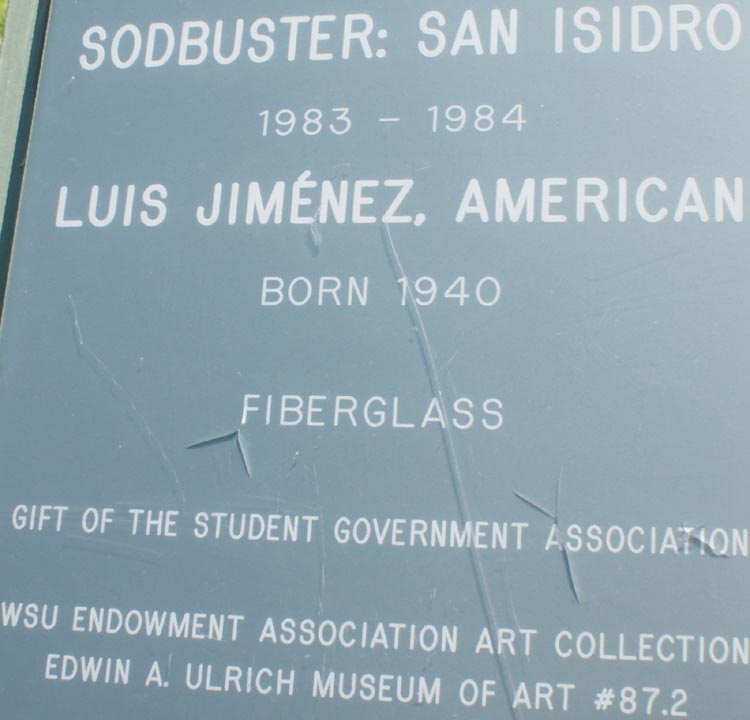 SODBUSTER: SAN ISIDRO
1983 – 1984
LUIS JIMÉNEZ, AMERICAN
BORN 1940
FIBERGLASS
GIFT OF THE STUDENT GOVERNMENT ASSOCIATION
WSU ENDOWMENT ASSOCIATION ART COLLECTION
EDWIN A. ULRICH MUSEUM OF ART #87.2